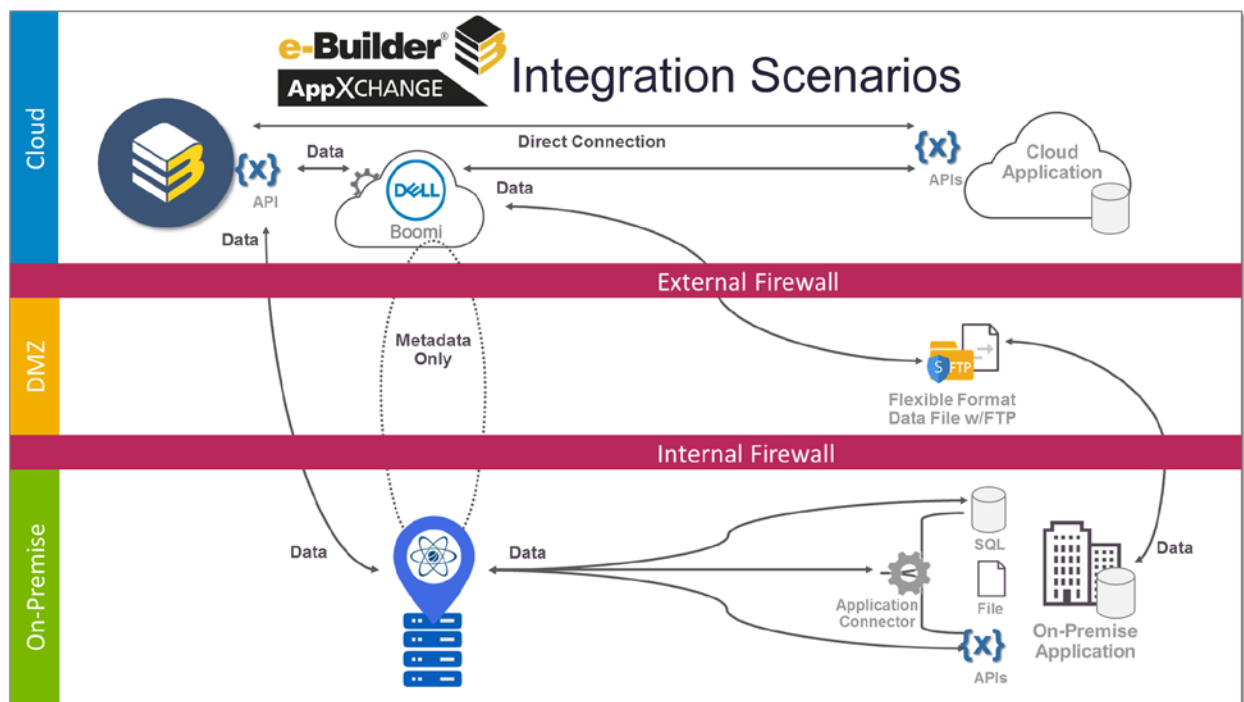 e-Builder®
AppXCHANGE
Integration Scenarios
Cloud
{x}
API
Data
DELL
Boomi
Direct Connection
Data
{x}
APIs
Cloud
Application
Data
External Firewall
DMZ
Metadata
Only
S FTP
Flexible Format
Data File w/FTP
Internal Firewall
On-Premise
Data
Data
Application
Connector
SQL
File
{x}
APIs
On-Premise
Application
Data